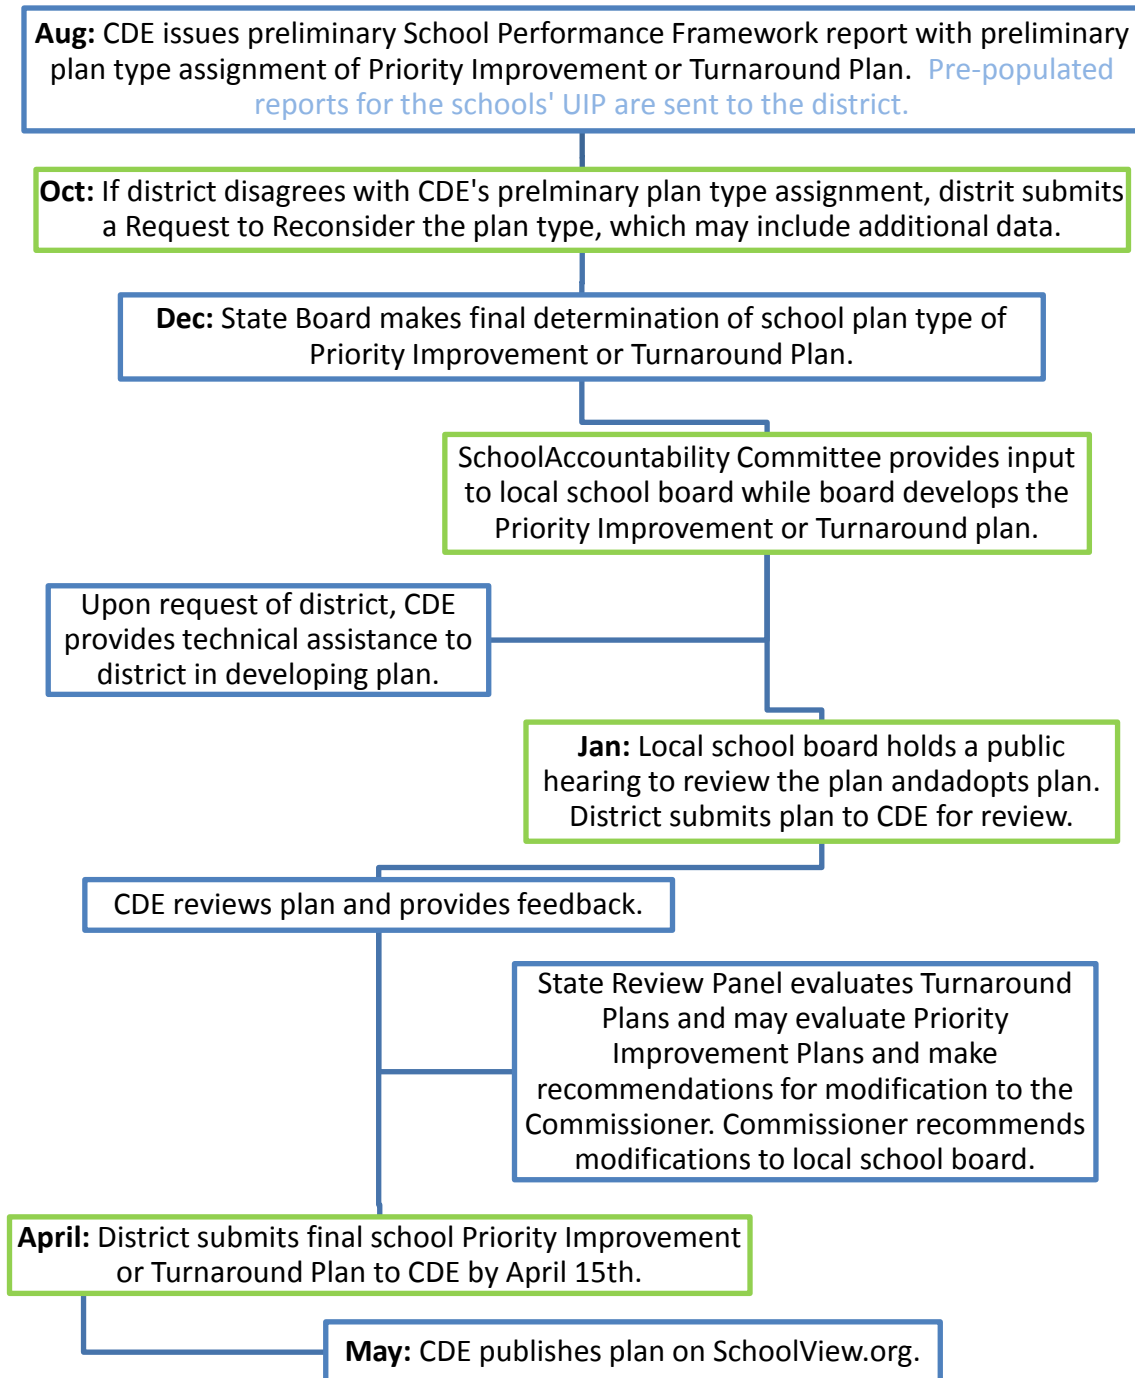 Aug: CDE issues preliminary School Performance Framework report with preliminary
plan type assignment of Priority Improvement or Turnaround Plan.  Pre-populated
reports for the schools' UIP are sent to the district.
Oct: If district disagrees with CDE's prelminary plan type assignment, distrit submits
a Request to Reconsider the plan type, which may include additional data.
Dec: State Board makes final determination of school plan type of
Priority Improvement or Turnaround Plan.
SchoolAccountability Committee provides input
to local school board while board develops the
Priority Improvement or Turnaround plan.
Upon request of district, CDE
provides technical assistance to
district in developing plan.
Jan: Local school board holds a public
hearing to review the plan andadopts plan.
District submits plan to CDE for review.
CDE reviews plan and provides feedback.
State Review Panel evaluates Turnaround
Plans and may evaluate Priority
Improvement Plans and make
recommendations for modification to the
Commissioner. Commissioner recommends
modifications to local school board.
April: District submits final school Priority Improvement
or Turnaround Plan to CDE by April 15th.
May: CDE publishes plan on SchoolView.org.